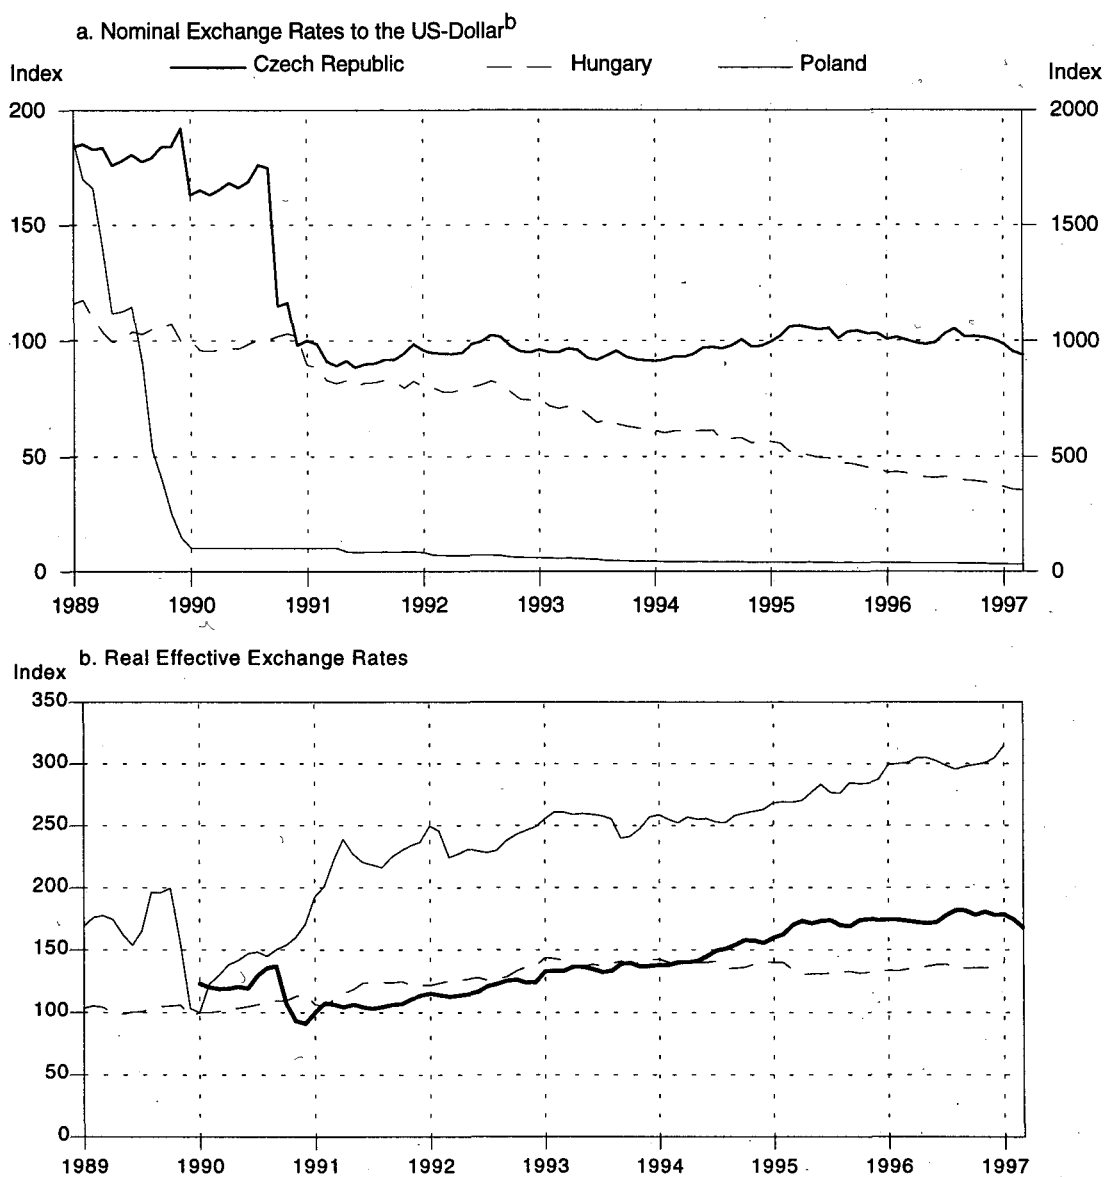 a. Nominal Exchange Rates to the US-Dollarb
Czech Republic Hungary Poland
Index Index
200 2000
150 1500
100 1000
50 500
0 0
1989 1990 1991 1992 1993 1994 1995 1996 1997
b. Real Effective Exchange Rates
Index
350
300
250
200
150
100
50
0
1989 1990 1991 1992 1993 1994 1995 1996 1997